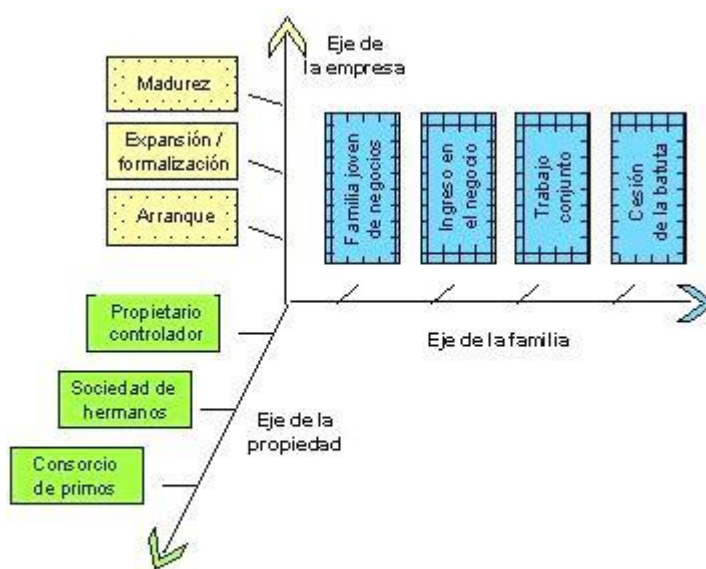 Eje de
la empresa
Madurez
Expansión /
formalización
Arranque
Familia joven
de negocios
Ingreso en
el negocio
Trabajo
conjunto
Cesión
de la batuta
Eje de la familia
Propietario
controlador
Sociedad de
hermanos
Consorcio
de primos
Eje de la
propiedad